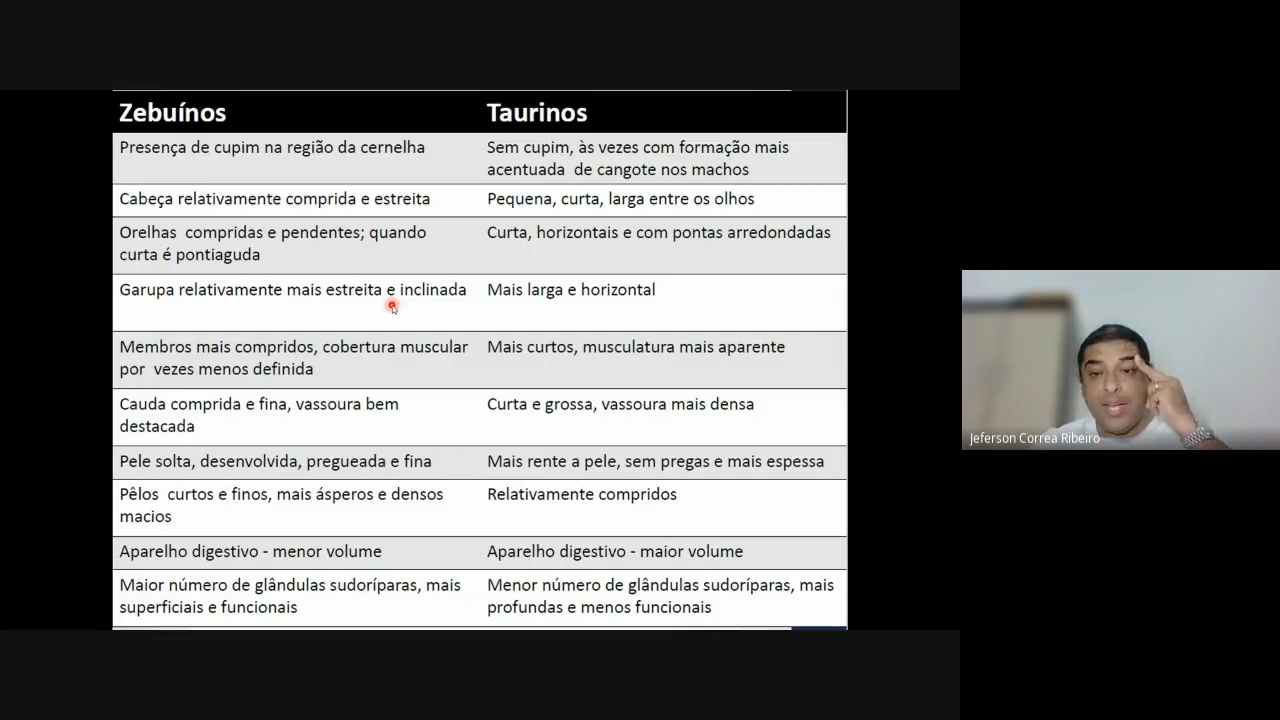 Zebuínos Taurinos
Presença de cupim na região da cernelha
Sem cupim, às vezes com formação mais
acentuada de cangote nos machos
Cabeça relativamente comprida e estreita
Pequena, curta, larga entre os olhos
Orelhas compridas e pendentes; quando
curta é pontiaguda
Curta, horizontais e com pontas arredondadas
Garupa relativamente mais estreita e inclinada
Mais larga e horizontal
Membros mais compridos, cobertura muscular
por vezes menos definida
Mais curtos, musculatura mais aparente
Cauda comprida e fina, vassoura bem
destacada
Curta e grossa, vassoura mais densa
Pele solta, desenvolvida, pregueada e fina
Mais rente a pele, sem pregas e mais espessa
Pêlos curtos e finos, mais ásperos e densos
macios
Relativamente compridos
Aparelho digestivo - menor volume
Aparelho digestivo - maior volume
Maior número de glândulas sudoríparas, mais
superficiais e funcionais
Menor número de glândulas sudoríparas, mais
profundas e menos funcionais
Jeferson Correa Ribeiro